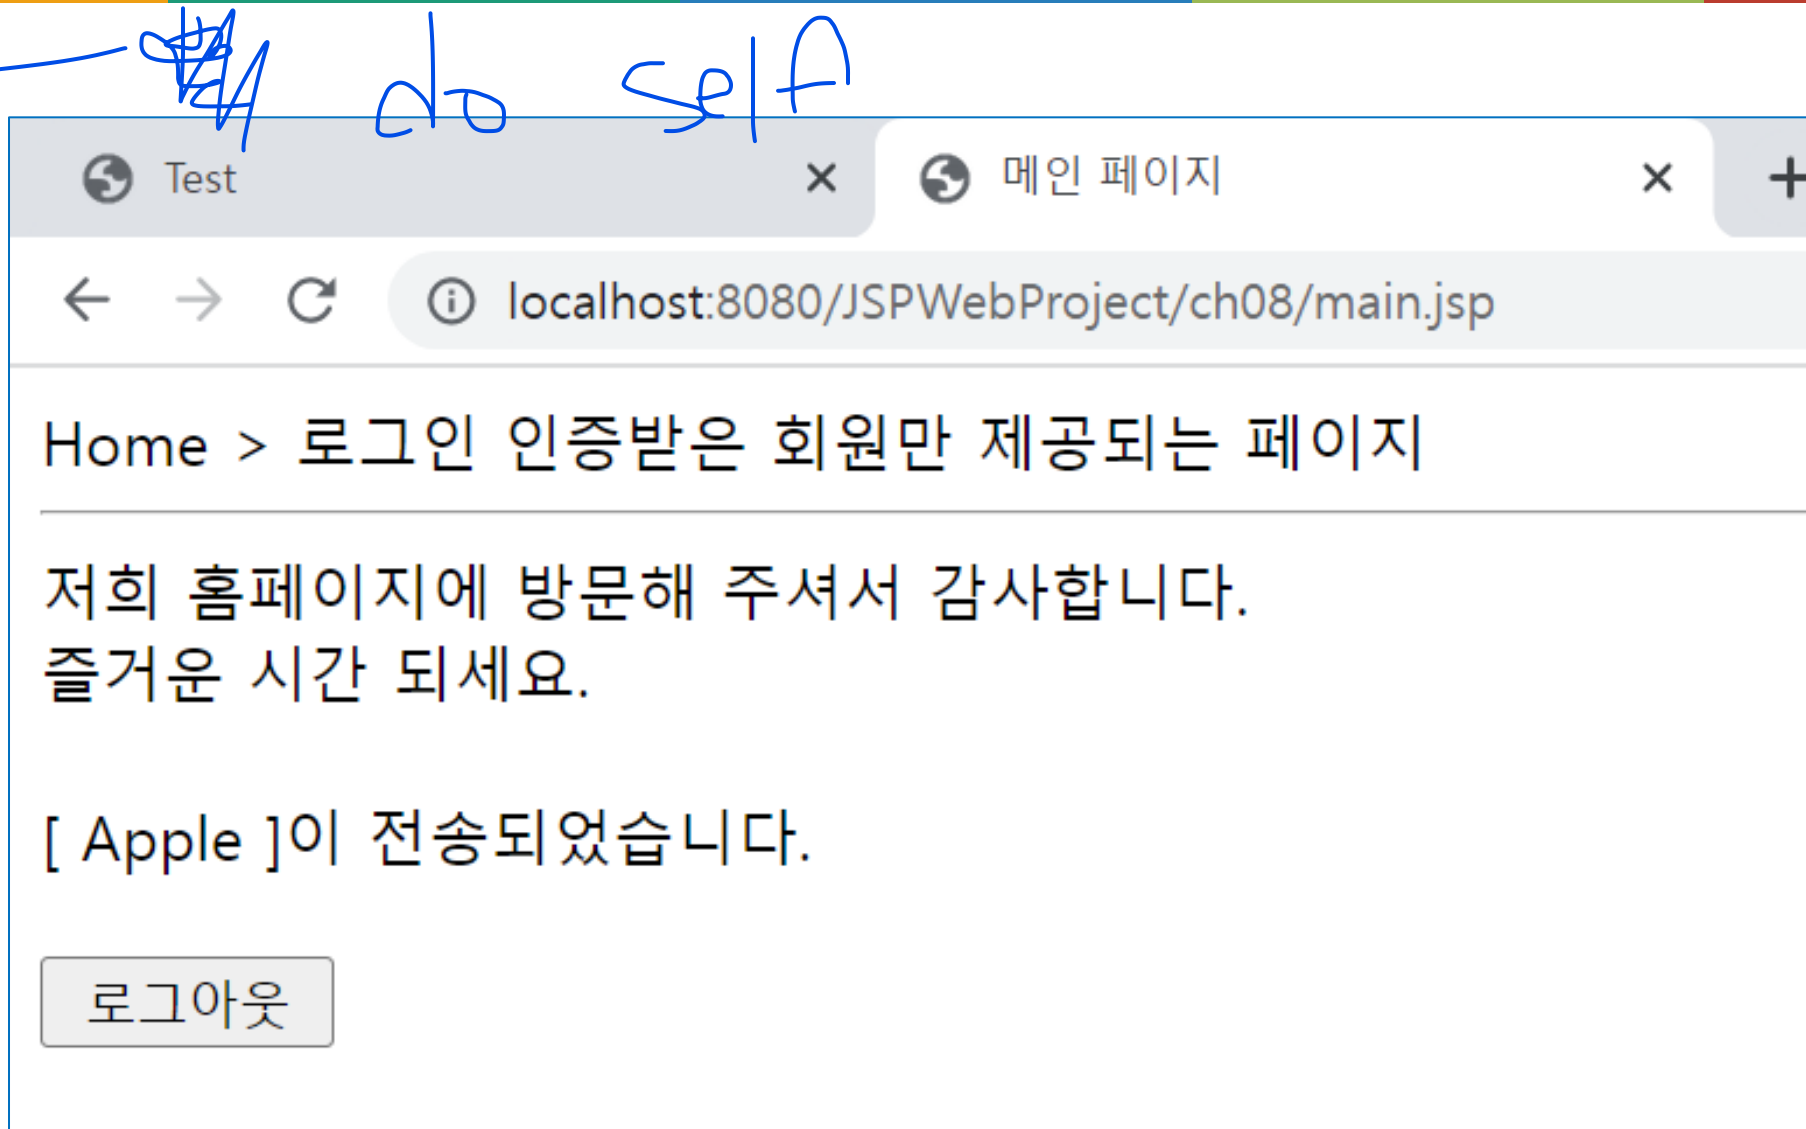 do self
Test
메인 페이지
localhost:8080/JSPWebProject/ch08/main.jsp
Home > 로그인 인증받은 회원만 제공되는 페이지
저희 홈페이지에 방문해 주셔서 감사합니다.
즐거운 시간 되세요.
[ Apple ]이 전송되었습니다.
로그아웃